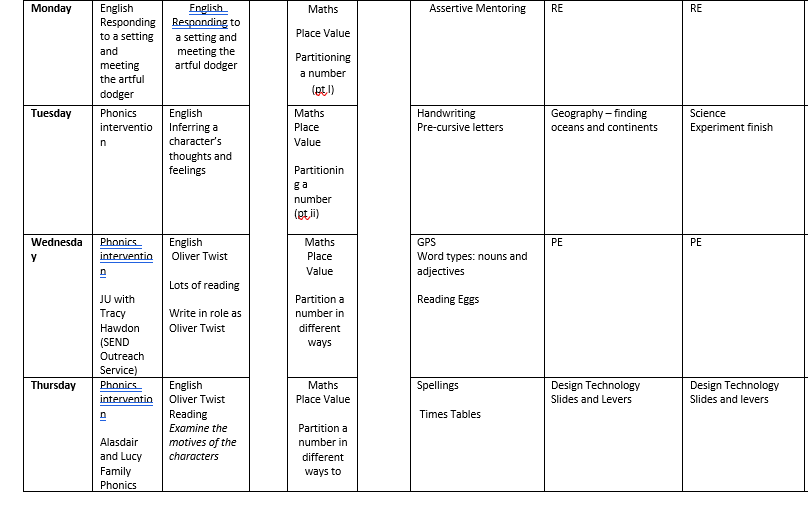 Monday
English
Responding
to a setting
and
meeting
the artful
dodger
English
Responding to
a setting and
meeting the
artful dodger
Maths
Place Value
Partitioning
a number
(pt.I)
Assertive Mentoring
RE
RE
Tuesday
Phonics
interventio
n
English
Inferring a
character’s
thoughts and
feelings
Maths
Place
Value
Partitionin
g a
number
(pt.ii)
Handwriting
Pre-cursive letters
Geography – finding
oceans and continents
Science
Experiment finish
Wednesda
y
Phonics
interventio
n
JU with
Tracy
Hawdon
(SEND
Outreach
Service)
English
Oliver Twist
Lots of reading
Write in role as
Oliver Twist
Maths
Place
Value
Partition a
number in
different
ways
GPS
Word types: nouns and
adjectives
Reading Eggs
PE
PE
Thursday
Phonics
interventio
n
Alasdair
and Lucy
Family
Phonics
English
Oliver Twist
Reading
Examine the
motives of the
characters
Maths
Place Value
Partition a
number in
different
ways to
Spellings
Times Tables
Design Technology
Slides and Levers
Design Technology
Slides and levers